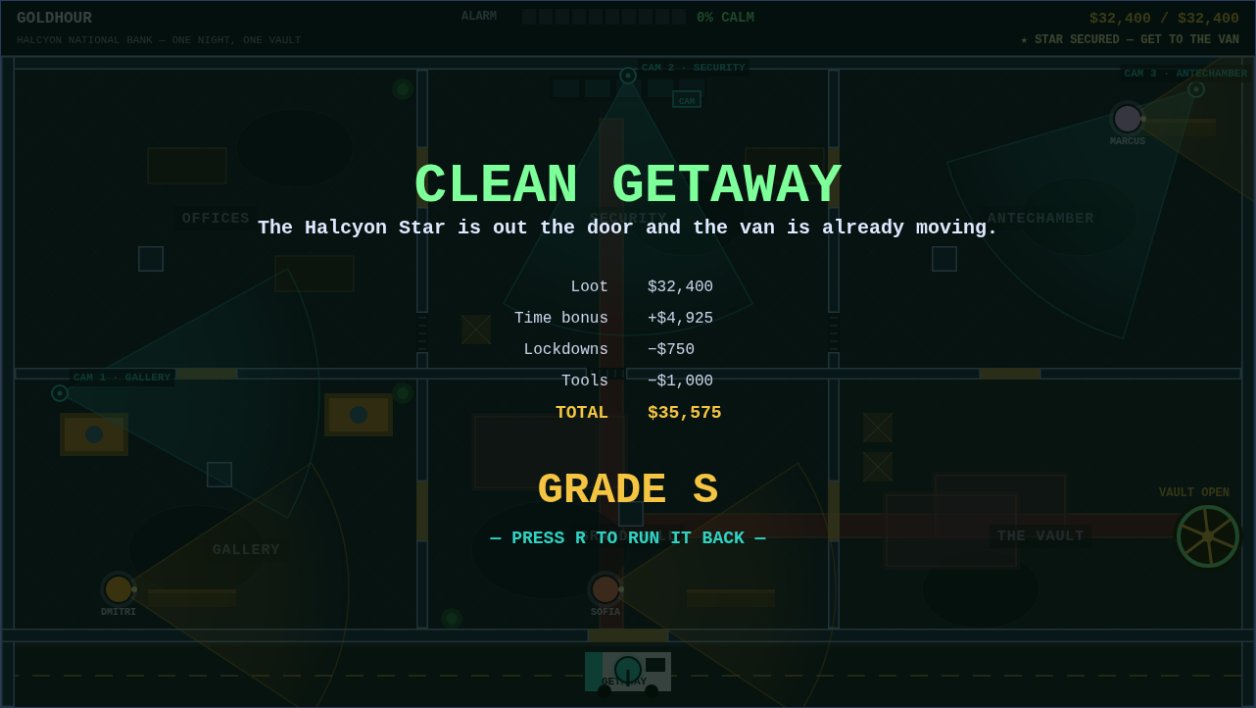 GOLDHOUR
ALARM
0% CALM
$32,400 / $32,400
HALCYON NATIONAL BANK — ONE NIGHT, ONE VAULT
★ STAR SECURED — GET TO THE VAN
CAM 2 · SECURITY
CAM 3 · ANTECHAMBER
CAM
MARCUS
CLEAN GETAWAY
OFFICES
SECURITY
ANTECHAMBER
The Halcyon Star is out the door and the van is already moving.
Loot $32,400
Time bonus +$4,925
Lockdowns −$750
CAM 1 · GALLERY
Tools −$1,000
TOTAL $35,575
GRADE S
VAULT OPEN
— PRESS R TO RUN IT BACK —
THE VAULT
GALLERY
DMITRI
SOFIA